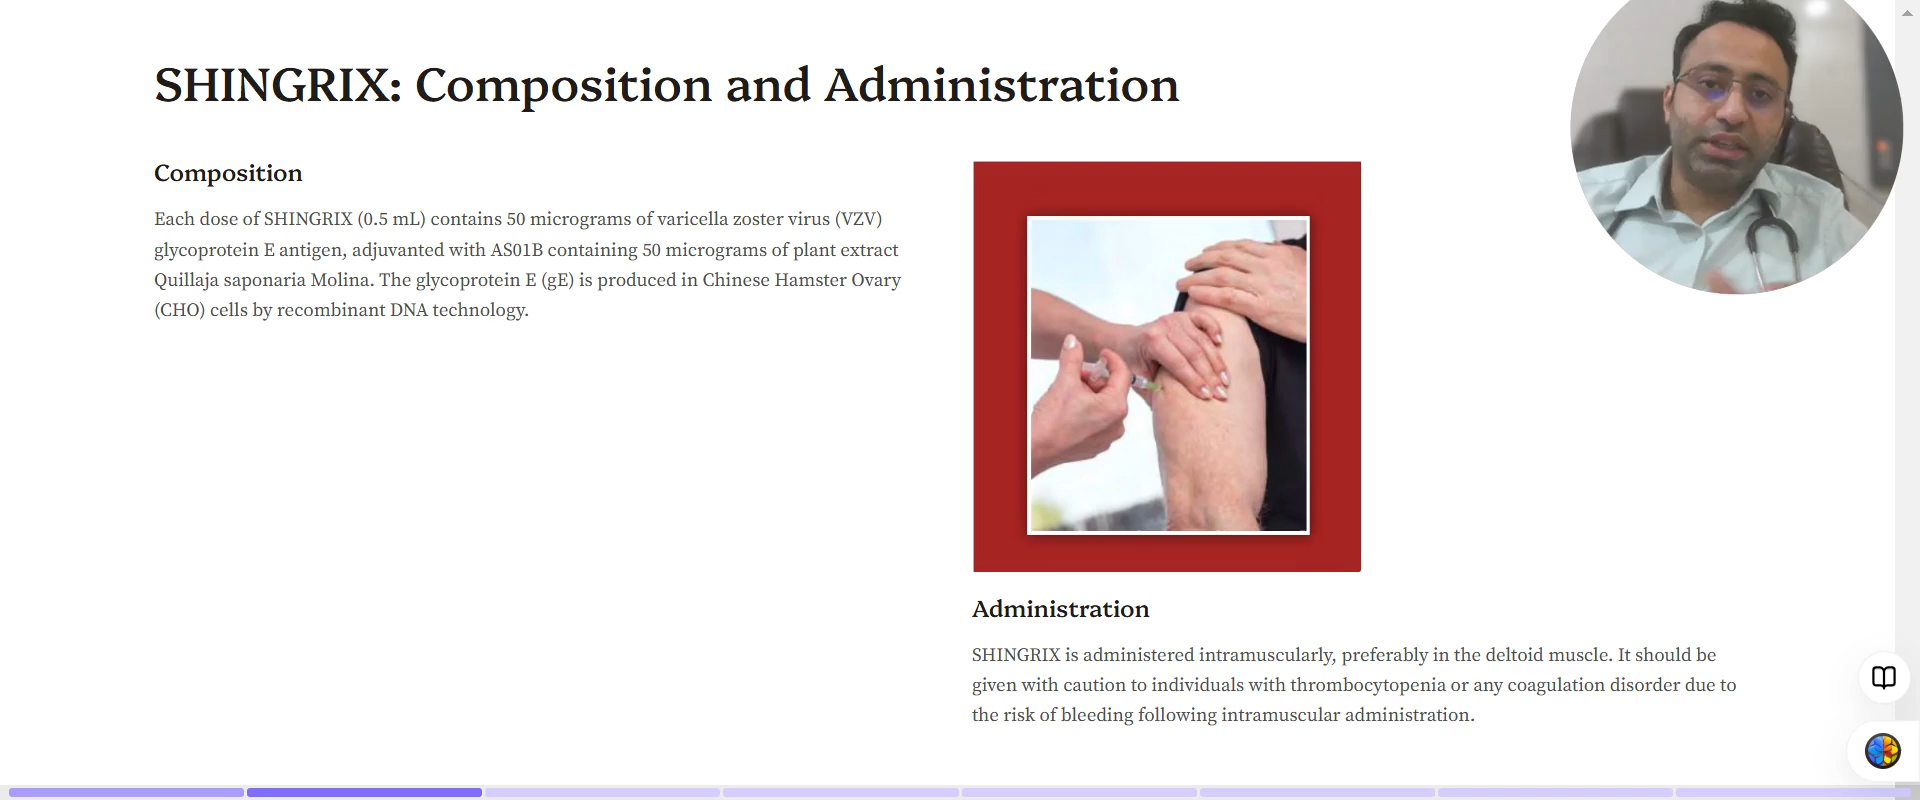 SHINGRIX: Composition and Administration
Composition
Each dose of SHINGRIX (0.5 mL) contains 50 micrograms of varicella zoster virus (VZV)
glycoprotein E antigen, adjuvanted with AS01B containing 50 micrograms of plant extract
Quillaja saponaria Molina. The glycoprotein E (gE) is produced in Chinese Hamster Ovary
(CHO) cells by recombinant DNA technology.
Administration
SHINGRIX is administered intramuscularly, preferably in the deltoid muscle. It should be
given with caution to individuals with thrombocytopenia or any coagulation disorder due to
the risk of bleeding following intramuscular administration.